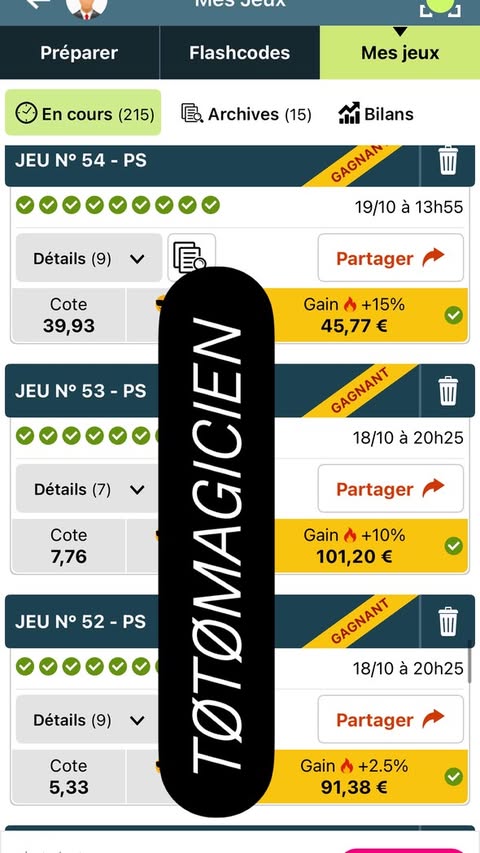 Mes Jeux
Préparer
Flashcodes
Mes jeux
En cours (215)
Archives (15)
Bilans
JEU N° 54 - PS
GAGNANT
19/10 à 13h55
Détails (9)
Partager
Cote
39,93
Gain 🔥 +15%
45,77 €
JEU N° 53 - PS
GAGNANT
18/10 à 20h25
Détails (7)
Partager
Cote
7,76
Gain 🔥 +10%
101,20 €
JEU N° 52 - PS
GAGNANT
18/10 à 20h25
Détails (9)
Partager
Cote
5,33
Gain 🔥 +2.5%
91,38 €
TØTØMAGICIEN